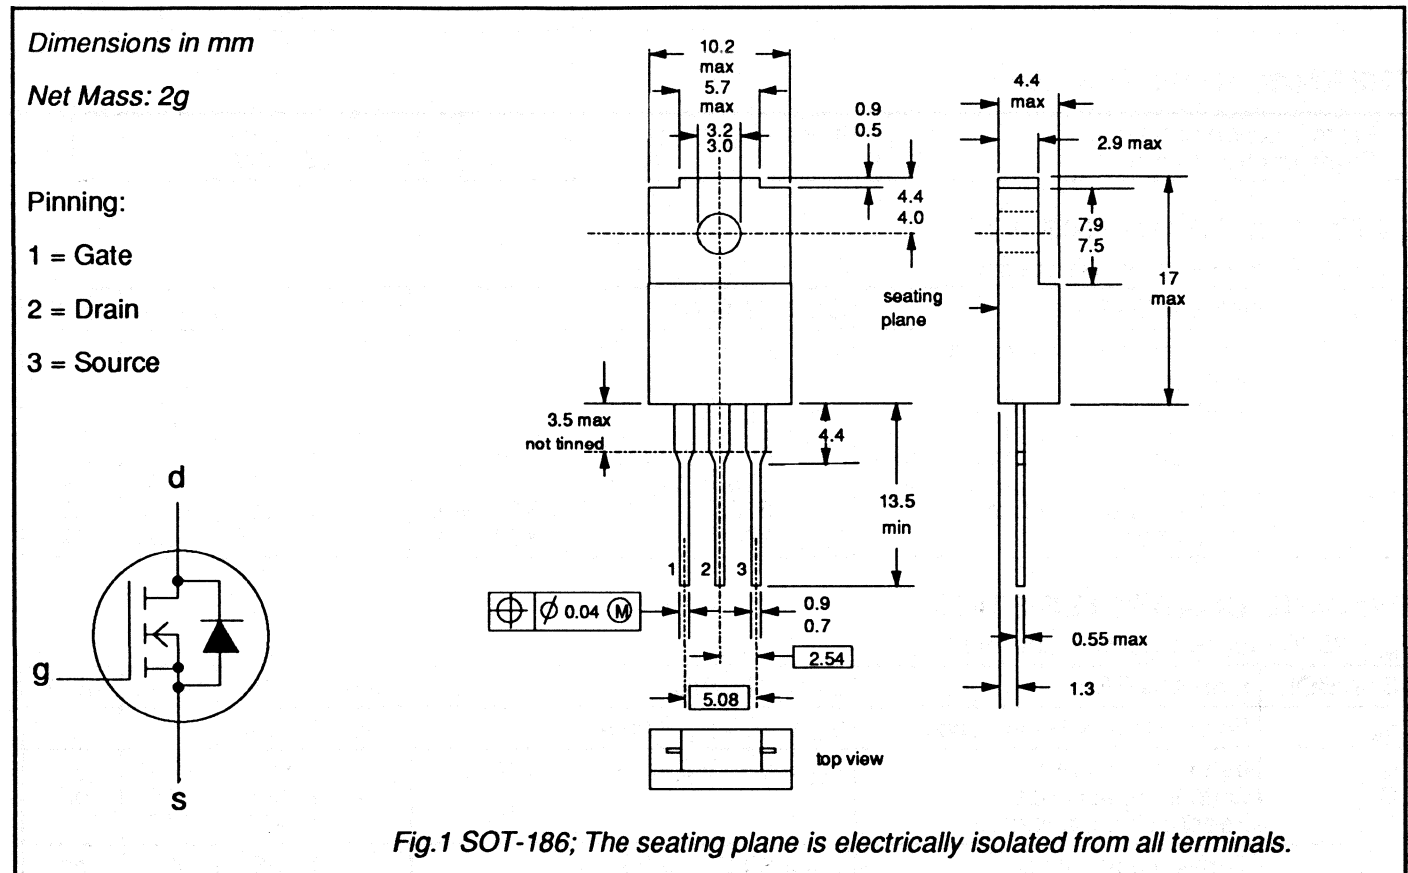 Dimensions in mm
Net Mass: 2g
Pinning:
1 = Gate
2 = Drain
3 = Source
d
g
s
10.2
max
5.7
max
3.2
3.0
0.9
0.5
4.4
4.0
seating
plane
3.5 max
not tinned
4.4
13.5
min
1
2
3
⌖ ∅ 0.04 Ⓜ
0.9
0.7
2.54
5.08
top view
4.4
max
2.9 max
7.9
7.5
17
max
0.55 max
1.3
Fig.1 SOT-186; The seating plane is electrically isolated from all terminals.